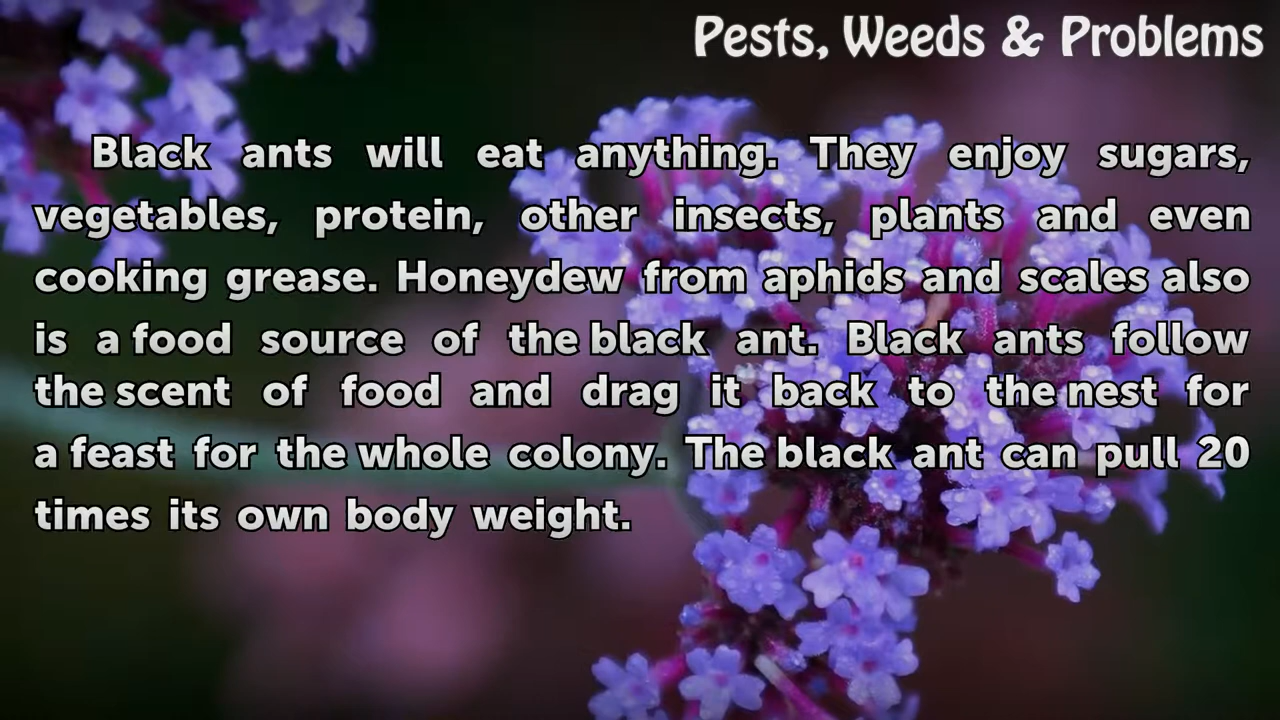 Pests, Weeds & Problems
Black ants will eat anything. They enjoy sugars,
vegetables, protein, other insects, plants and even
cooking grease. Honeydew from aphids and scales also
is a food source of the black ant. Black ants follow
the scent of food and drag it back to the nest for
a feast for the whole colony. The black ant can pull 20
times its own body weight.